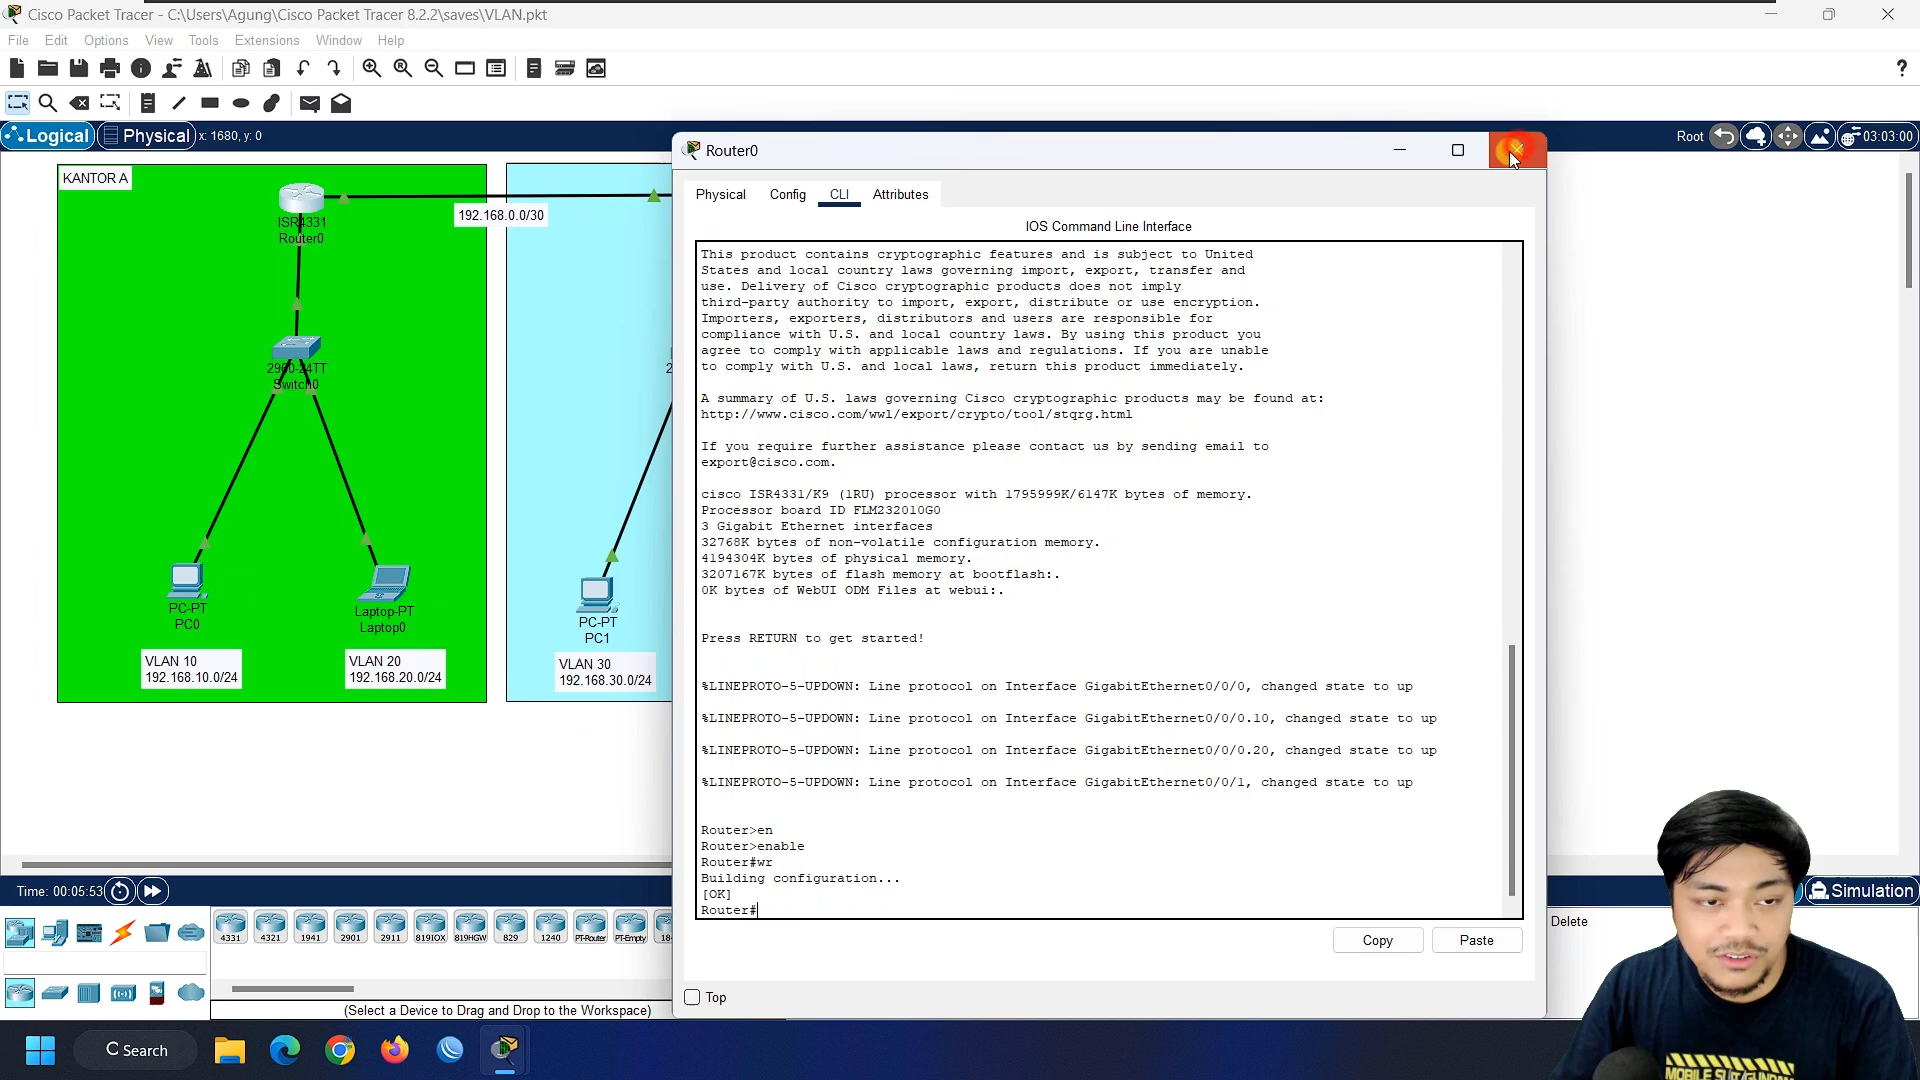 Cisco Packet Tracer - C:\Users\Agung\Cisco Packet Tracer 8.2.2\saves\VLAN.pkt
File Edit Options View Tools Extensions Window Help
Logical
Physical
x: 1680, y: 0
Root
03:03:00
KANTOR A
ISR4331
Router0
192.168.0.0/30
2960-24TT
Switch0
PC-PT
PC0
Laptop-PT
Laptop0
VLAN 10
192.168.10.0/24
VLAN 20
192.168.20.0/24
PC-PT
PC1
VLAN 30
192.168.30.0/24
Router0
Physical Config CLI Attributes
IOS Command Line Interface
This product contains cryptographic features and is subject to United
States and local country laws governing import, export, transfer and
use. Delivery of Cisco cryptographic products does not imply
third-party authority to import, export, distribute or use encryption.
Importers, exporters, distributors and users are responsible for
compliance with U.S. and local country laws. By using this product you
agree to comply with applicable laws and regulations. If you are unable
to comply with U.S. and local laws, return this product immediately.
A summary of U.S. laws governing Cisco cryptographic products may be found at:
http://www.cisco.com/wwl/export/crypto/tool/stqrg.html
If you require further assistance please contact us by sending email to
export@cisco.com.
cisco ISR4331/K9 (1RU) processor with 1795999K/6147K bytes of memory.
Processor board ID FLM232010G0
3 Gigabit Ethernet interfaces
32768K bytes of non-volatile configuration memory.
4194304K bytes of physical memory.
3207167K bytes of flash memory at bootflash:.
0K bytes of WebUI ODM Files at webui:.
Press RETURN to get started!
%LINEPROTO-5-UPDOWN: Line protocol on Interface GigabitEthernet0/0/0, changed state to up
%LINEPROTO-5-UPDOWN: Line protocol on Interface GigabitEthernet0/0/0.10, changed state to up
%LINEPROTO-5-UPDOWN: Line protocol on Interface GigabitEthernet0/0/0.20, changed state to up
%LINEPROTO-5-UPDOWN: Line protocol on Interface GigabitEthernet0/0/1, changed state to up
Router>en
Router>enable
Router#wr
Building configuration...
[OK]
Router#
Copy Paste
Top
Time: 00:05:53
Simulation
4331 4321 1941 2901 2911 819IOX 819HGW 829 1240 PT-Router PT-Empty
Delete
(Select a Device to Drag and Drop to the Workspace)
Search
MOBILE SUIT GUNDAM